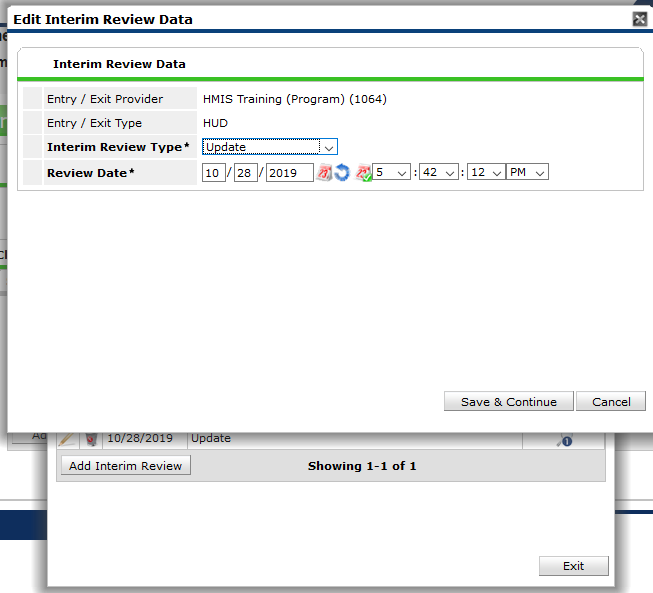 Edit Interim Review Data
Interim Review Data
Entry / Exit Provider HMIS Training (Program) (1064)
Entry / Exit Type HUD
Interim Review Type* Update
Review Date* 10 / 28 / 2019 5 : 42 : 12 PM
Save & Continue Cancel
10/28/2019 Update 1
Add Interim Review Showing 1-1 of 1
Exit